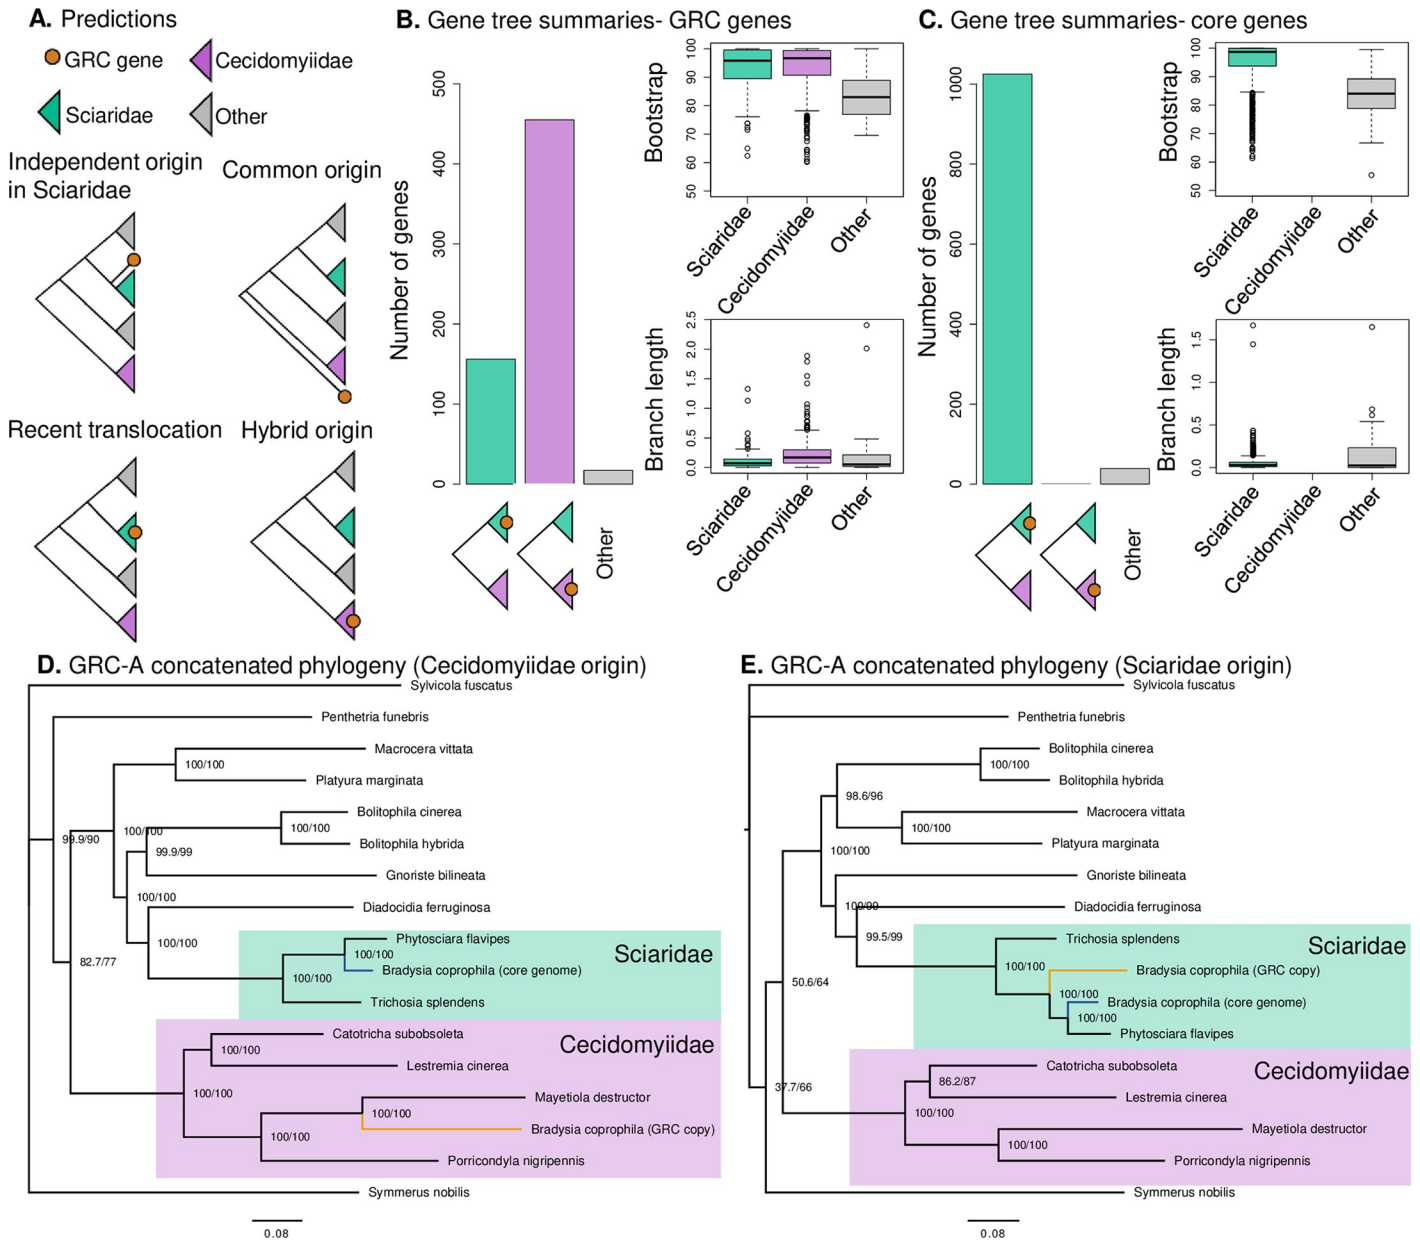 A. Predictions
GRC gene
Cecidomyiidae
Sciaridae
Other
Independent origin
in Sciaridae
Common origin
Recent translocation
Hybrid origin
B. Gene tree summaries- GRC genes
Number of genes
0
100
200
300
400
500
Other
Bootstrap
50
60
70
80
90
100
Sciaridae
Cecidomyiidae
Other
Branch length
0.0
0.5
1.0
1.5
2.0
2.5
Sciaridae
Cecidomyiidae
Other
C. Gene tree summaries- core genes
Number of genes
0
200
400
600
800
1000
Other
Bootstrap
50
60
70
80
90
100
Sciaridae
Cecidomyiidae
Other
Branch length
0.0
0.5
1.0
1.5
Sciaridae
Cecidomyiidae
Other
D. GRC-A concatenated phylogeny (Cecidomyiidae origin)
Sylvicola fuscatus
Penthetria funebris
Macrocera vittata
100/100
Platyura marginata
Bolitophila cinerea
100/100
100/100
99.9/90
Bolitophila hybrida
99.9/99
Gnoriste bilineata
100/100
Diadocidia ferruginosa
100/100
Phytosciara flavipes
Sciaridae
100/100
82.7/77
Bradysia coprophila (core genome)
100/100
Trichosia splendens
Catotricha subobsoleta
Cecidomyiidae
100/100
Lestremia cinerea
100/100
Mayetiola destructor
100/100
Bradysia coprophila (GRC copy)
100/100
Porricondyla nigripennis
Symmerus nobilis
0.08
E. GRC-A concatenated phylogeny (Sciaridae origin)
Sylvicola fuscatus
Penthetria funebris
Bolitophila cinerea
100/100
Bolitophila hybrida
98.6/96
Macrocera vittata
100/100
Platyura marginata
100/100
Gnoriste bilineata
100/99
Diadocidia ferruginosa
99.5/99
Trichosia splendens
Sciaridae
100/100
Bradysia coprophila (GRC copy)
50.6/64
100/100
Bradysia coprophila (core genome)
100/100
Phytosciara flavipes
Catotricha subobsoleta
Cecidomyiidae
86.2/87
37.7/66
Lestremia cinerea
100/100
Mayetiola destructor
100/100
Porricondyla nigripennis
Symmerus nobilis
0.08